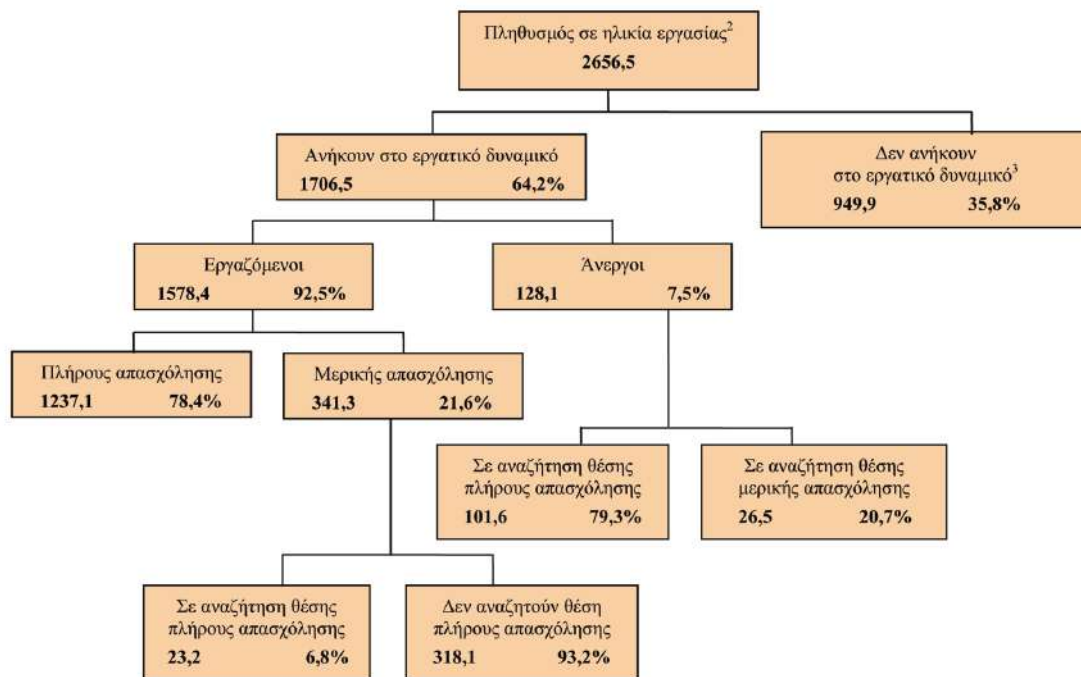 Πληθυσμός σε ηλικία εργασίας²
2656,5
Ανήκουν στο εργατικό δυναμικό
1706,5 64,2%
Δεν ανήκουν
στο εργατικό δυναμικό³
949,9 35,8%
Εργαζόμενοι
1578,4 92,5%
Άνεργοι
128,1 7,5%
Πλήρους απασχόλησης
1237,1 78,4%
Μερικής απασχόλησης
341,3 21,6%
Σε αναζήτηση θέσης
πλήρους απασχόλησης
101,6 79,3%
Σε αναζήτηση θέσης
μερικής απασχόλησης
26,5 20,7%
Σε αναζήτηση θέσης
πλήρους απασχόλησης
23,2 6,8%
Δεν αναζητούν θέση
πλήρους απασχόλησης
318,1 93,2%